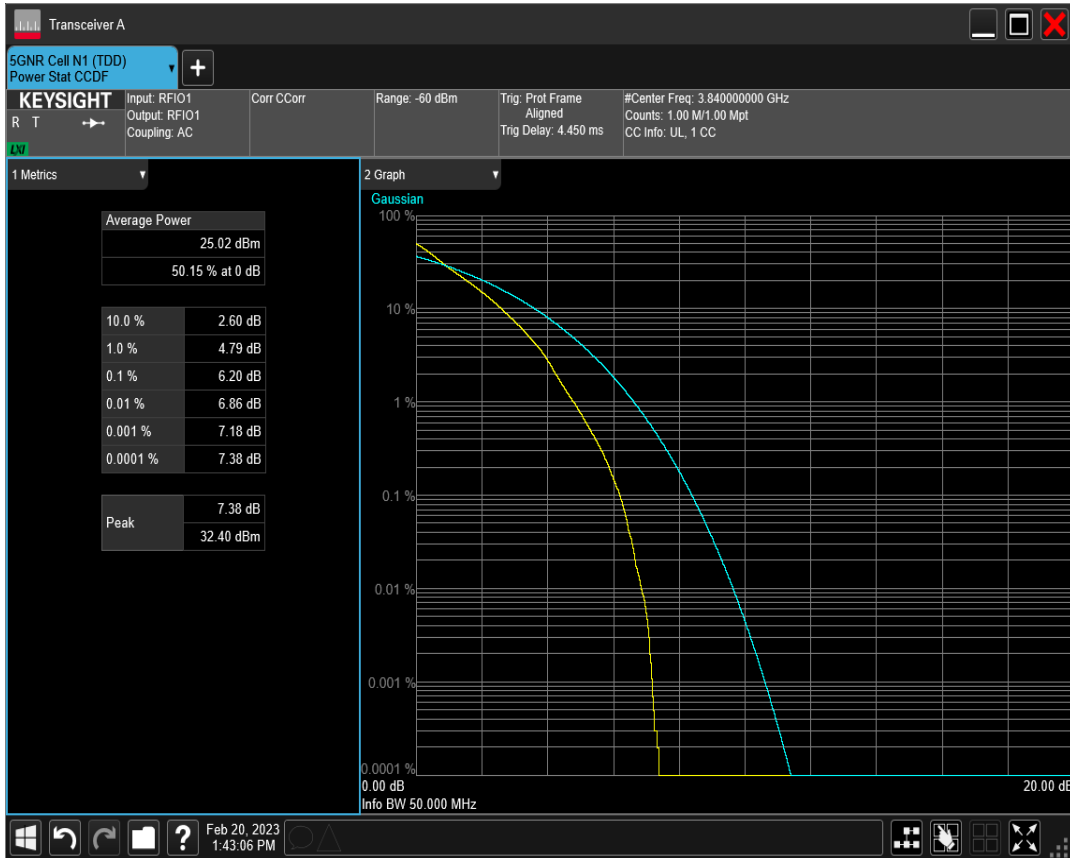 Transceiver A
5GNR Cell N1 (TDD)
Power Stat CCDF
+
KEYSIGHT
R T
LXI
Input: RFIO1
Output: RFIO1
Coupling: AC
Corr CCorr
Range: -60 dBm
Trig: Prot Frame
Aligned
Trig Delay: 4.450 ms
#Center Freq: 3.840000000 GHz
Counts: 1.00 M/1.00 Mpt
CC Info: UL, 1 CC
1 Metrics
Average Power
25.02 dBm
50.15 % at 0 dB
10.0 % 2.60 dB
1.0 % 4.79 dB
0.1 % 6.20 dB
0.01 % 6.86 dB
0.001 % 7.18 dB
0.0001 % 7.38 dB
Peak
7.38 dB
32.40 dBm
2 Graph
Gaussian
100 %
10 %
1 %
0.1 %
0.01 %
0.001 %
0.0001 %
0.00 dB 20.00 dB
Info BW 50.000 MHz
?
Feb 20, 2023
1:43:06 PM